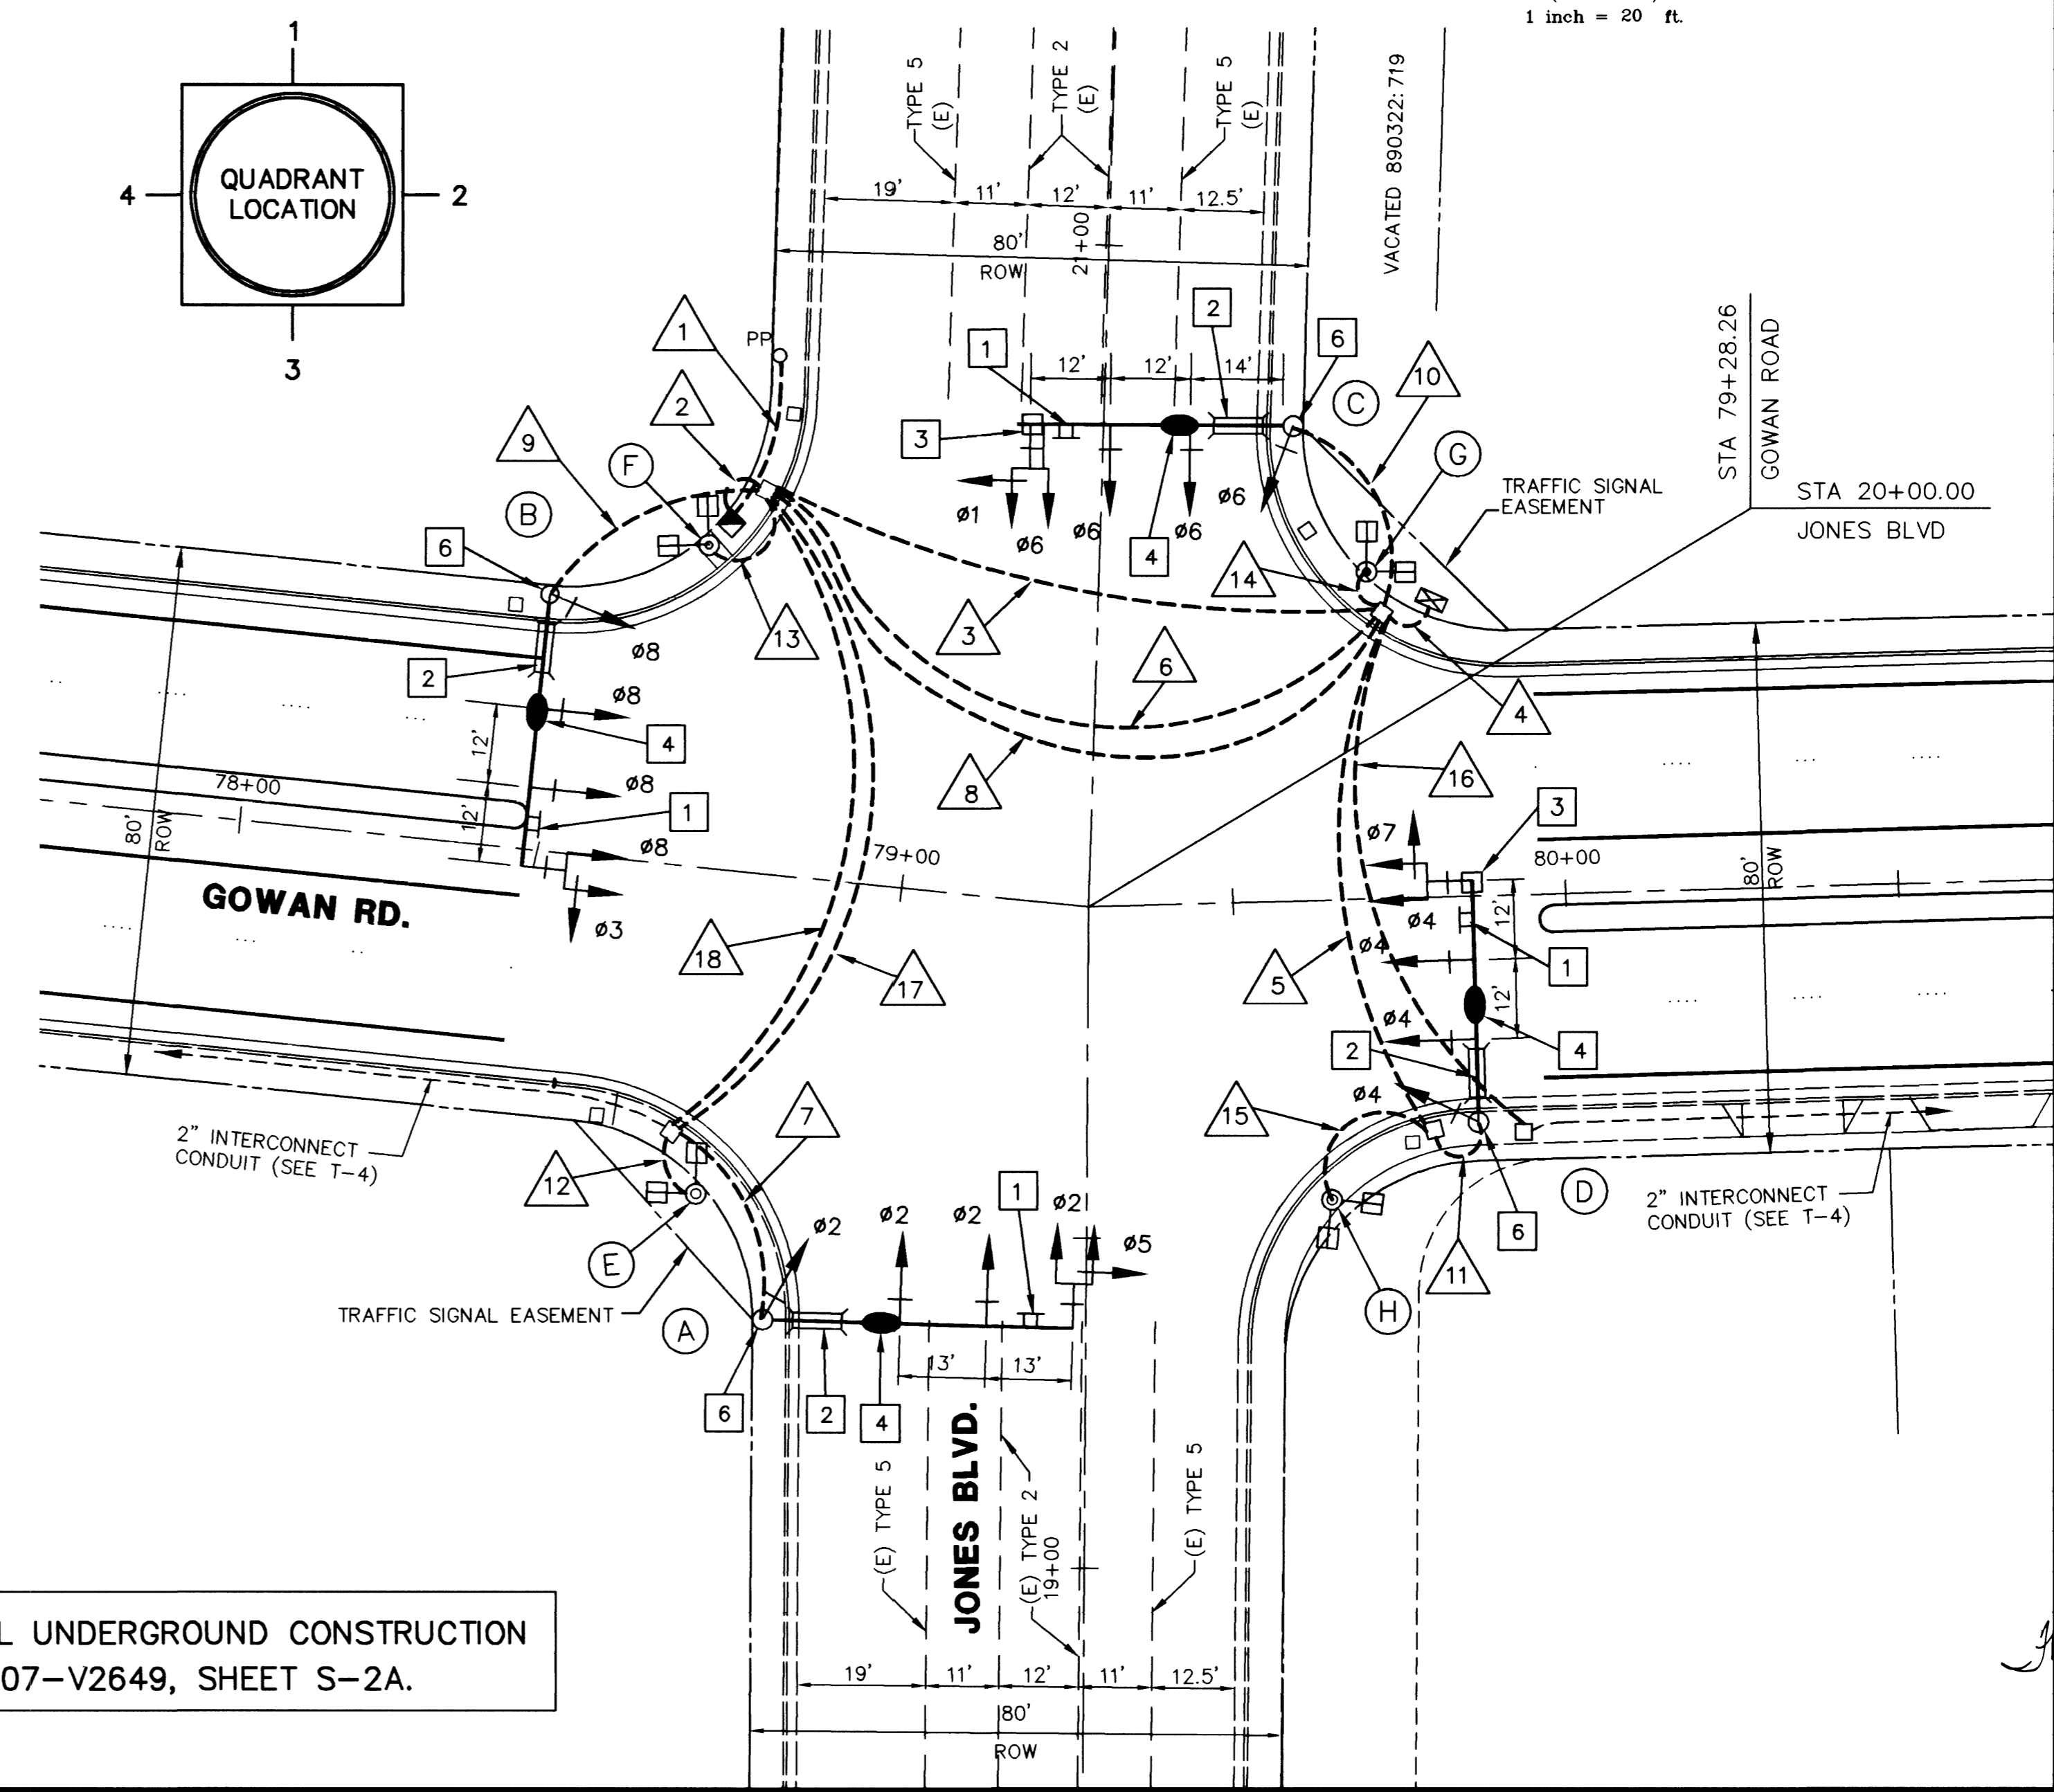 1 inch = 20 ft.
1
QUADRANT
LOCATION
4
2
3
TYPE 5
(E)
TYPE 2
(E)
TYPE 5
(E)
VACATED 890322: 719
19'
11'
12'
11'
12.5'
21+00
80'
ROW
STA 79+28.26
GOWAN ROAD
STA 20+00.00
JONES BLVD
1
PP
2
9
F
B
6
1
2
6
12'
12'
14'
C
10
3
G
TRAFFIC SIGNAL
EASEMENT
ø1
ø6
ø6
ø6
ø6
4
14
13
3
6
4
8
16
ø8
2
ø8
4
12'
ø8
1
12'
ø8
78+00
80'
ROW
79+00
GOWAN RD.
ø3
18
17
5
ø7
3
80+00
80'
ROW
ø4
12'
ø4
1
12'
ø4
2
4
ø4
15
7
2" INTERCONNECT
CONDUIT (SEE T-4)
12
E
TRAFFIC SIGNAL EASEMENT
A
ø2
ø2
ø2
1
ø2
ø5
H
11
6
D
2" INTERCONNECT
CONDUIT (SEE T-4)
6
2
4
13'
13'
(E) TYPE 5
JONES BLVD.
(E) TYPE 2
19+00
(E) TYPE 5
L UNDERGROUND CONSTRUCTION
07-V2649, SHEET S-2A.
19'
11'
12'
11'
12.5'
80'
ROW